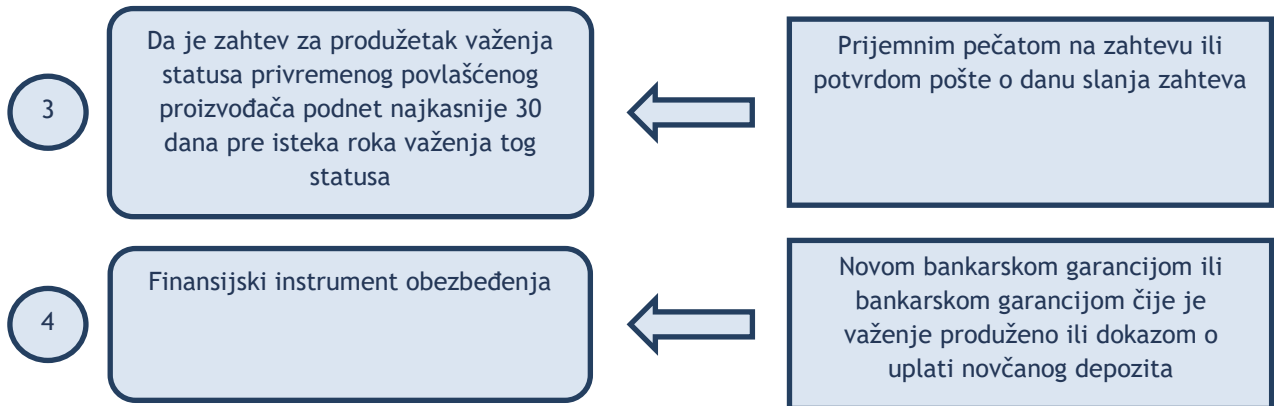 3
Da je zahtev za produžetak važenja
statusa privremenog povlašćenog
proizvođača podnet najkasnije 30
dana pre isteka roka važenja tog
statusa
Prijemnim pečatom na zahtevu ili
potvrdom pošte o danu slanja zahteva
4
Finansijski instrument obezbeđenja
Novom bankarskom garancijom ili
bankarskom garancijom čije je
važenje produženo ili dokazom o
uplati novčanog depozita